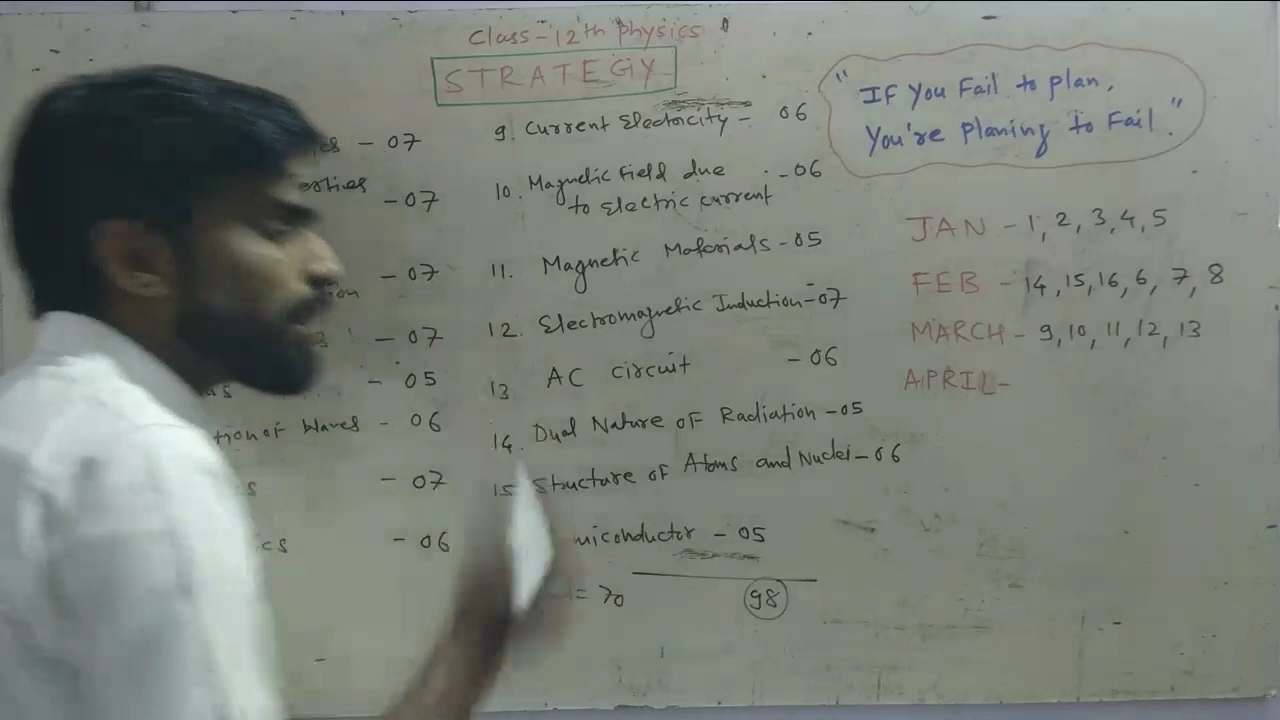 Class-12th Physics
STRATEGY
- 07
- 07
- 07
- 07
- 05
tion of Waves - 06
- 07
cs - 06
9. Current Electricity - 06
10. Magnetic Field due - 06
to Electric current
11. Magnetic Materials - 05
12. Electromagnetic Induction - 07
13 AC circuit - 06
14. Dual Nature of Radiation - 05
15. Structure of Atoms and Nuclei - 06
miconductor - 05
= 70 98
"IF You Fail to plan,
You're planing to Fail."
JAN - 1, 2, 3, 4, 5
FEB - 14, 15, 16, 6, 7, 8
MARCH - 9, 10, 11, 12, 13
APRIL -